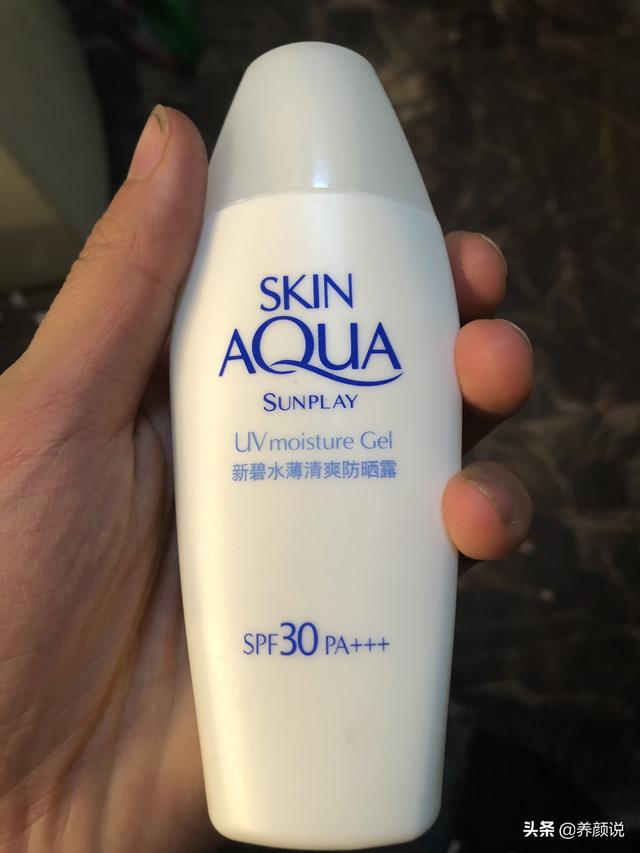 SKIN
AQUA
SUNPLAY
UV moisture Gel
新碧水薄清爽防晒露
SPF30 PA+++
头条 @养颜说